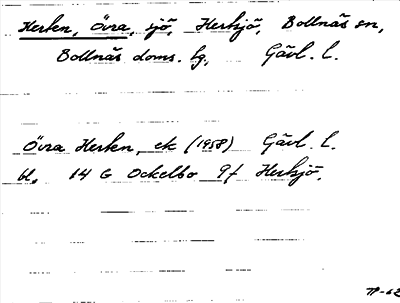 Herken, Övra, sjö, Herksjö, Bollnäs sn,
Bollnäs doms. hg, Gävl. l.
Övra Herken, ek (1958) Gävl. l.
bl. 14 G Ockelbo 9f Herksjö.